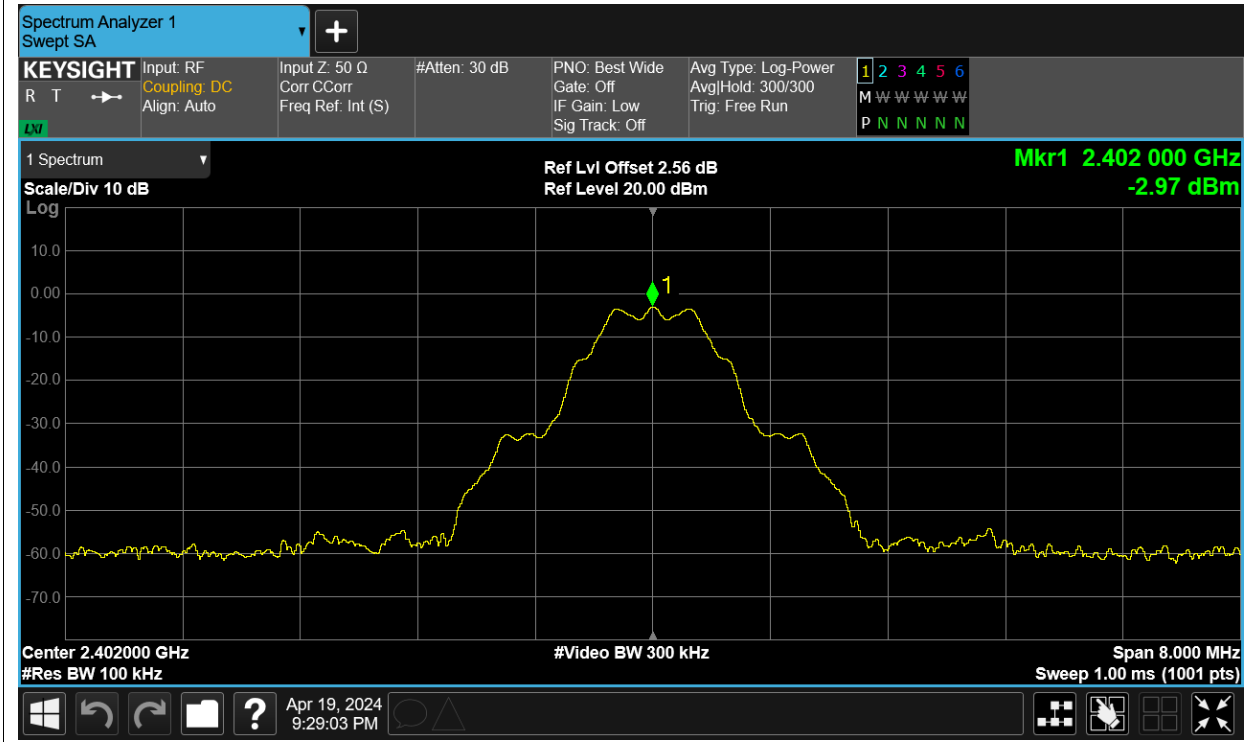 Spectrum Analyzer 1
Swept SA
KEYSIGHT
R T
LXI
Input: RF
Coupling: DC
Align: Auto
Input Z: 50 Ω
Corr CCorr
Freq Ref: Int (S)
#Atten: 30 dB
PNO: Best Wide
Gate: Off
IF Gain: Low
Sig Track: Off
Avg Type: Log-Power
Avg|Hold: 300/300
Trig: Free Run
1 2 3 4 5 6
M W W W W W
P N N N N N
1 Spectrum
Scale/Div 10 dB
Log
Ref Lvl Offset 2.56 dB
Ref Level 20.00 dBm
Mkr1 2.402 000 GHz
-2.97 dBm
1
10.0
0.00
-10.0
-20.0
-30.0
-40.0
-50.0
-60.0
-70.0
Center 2.402000 GHz
#Res BW 100 kHz
#Video BW 300 kHz
Span 8.000 MHz
Sweep 1.00 ms (1001 pts)
?
Apr 19, 2024
9:29:03 PM